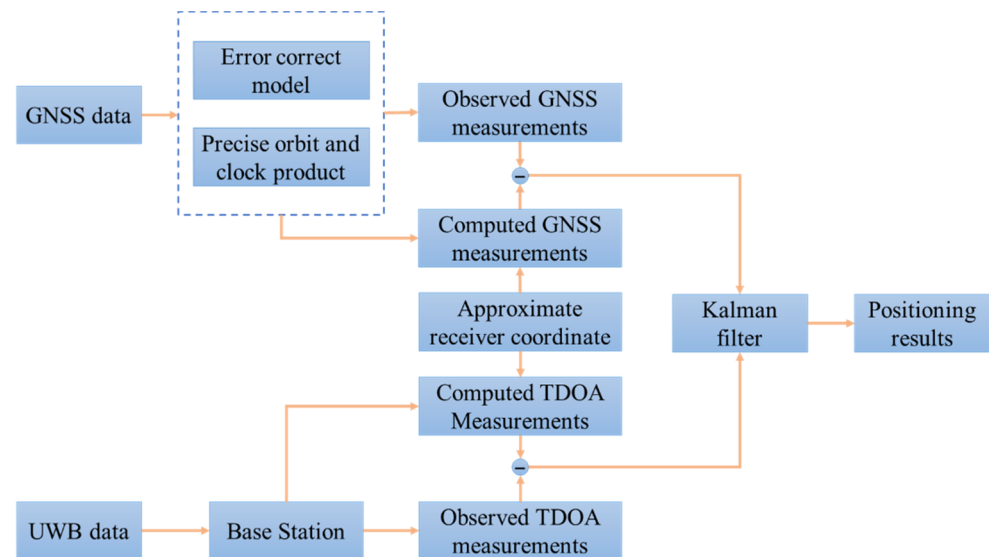 Error correct
model
GNSS data
Precise orbit and
clock product
Observed GNSS
measurements
−
Computed GNSS
measurements
Approximate
receiver coordinate
Kalman
filter
Positioning
results
Computed TDOA
Measurements
−
UWB data
Base Station
Observed TDOA
measurements